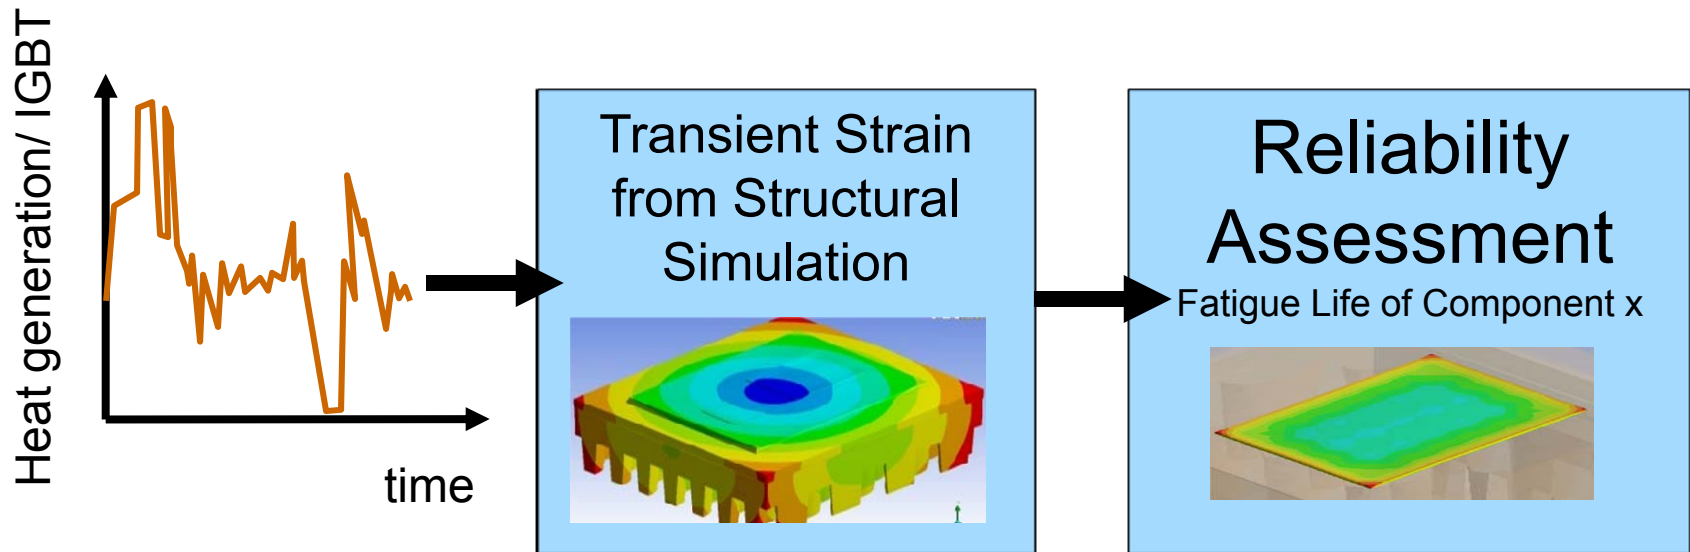 Heat generation/ IGBT
time
Transient Strain
from Structural
Simulation
Reliability
Assessment
Fatigue Life of Component x